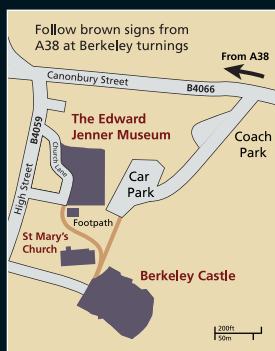 Follow brown signs from
A38 at Berkeley turnings
From A38
Canonbury Street
B4066
B4059
The Edward
Jenner Museum
Coach
Park
Church Lane
Car
Park
High Street
Footpath
St Mary's
Church
Berkeley Castle
200ft
50m